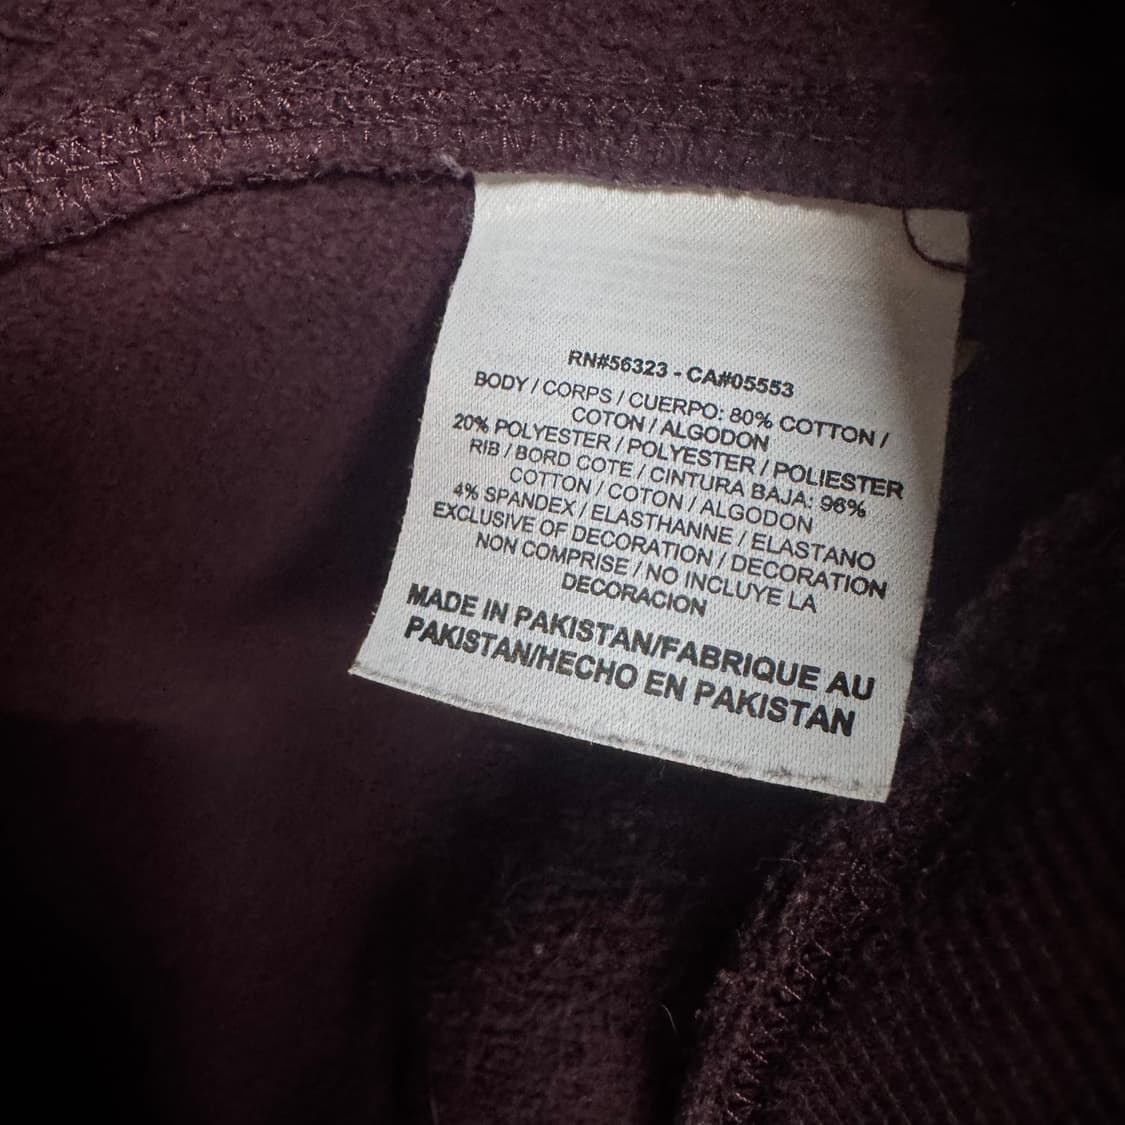 RN#56323 - CA#05553
BODY / CORPS / CUERPO: 80% COTTON /
COTON / ALGODON
20% POLYESTER / POLYESTER / POLIESTER
RIB / BORD COTE / CINTURA BAJA: 96%
COTTON / COTON / ALGODON
4% SPANDEX / ELASTHANNE / ELASTANO
EXCLUSIVE OF DECORATION / DECORATION
NON COMPRISE / NO INCLUYE LA
DECORACION
MADE IN PAKISTAN/FABRIQUE AU
PAKISTAN/HECHO EN PAKISTAN